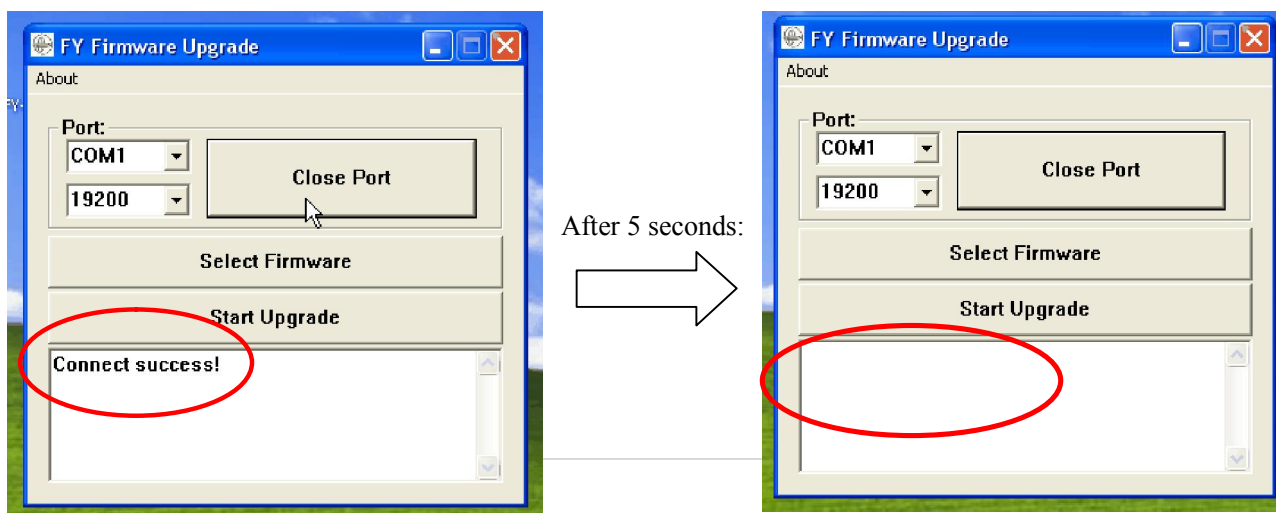 FY Firmware Upgrade
About
Port:
COM1
19200
Close Port
Select Firmware
Start Upgrade
Connect success!
After 5 seconds:
FY Firmware Upgrade
About
Port:
COM1
19200
Close Port
Select Firmware
Start Upgrade